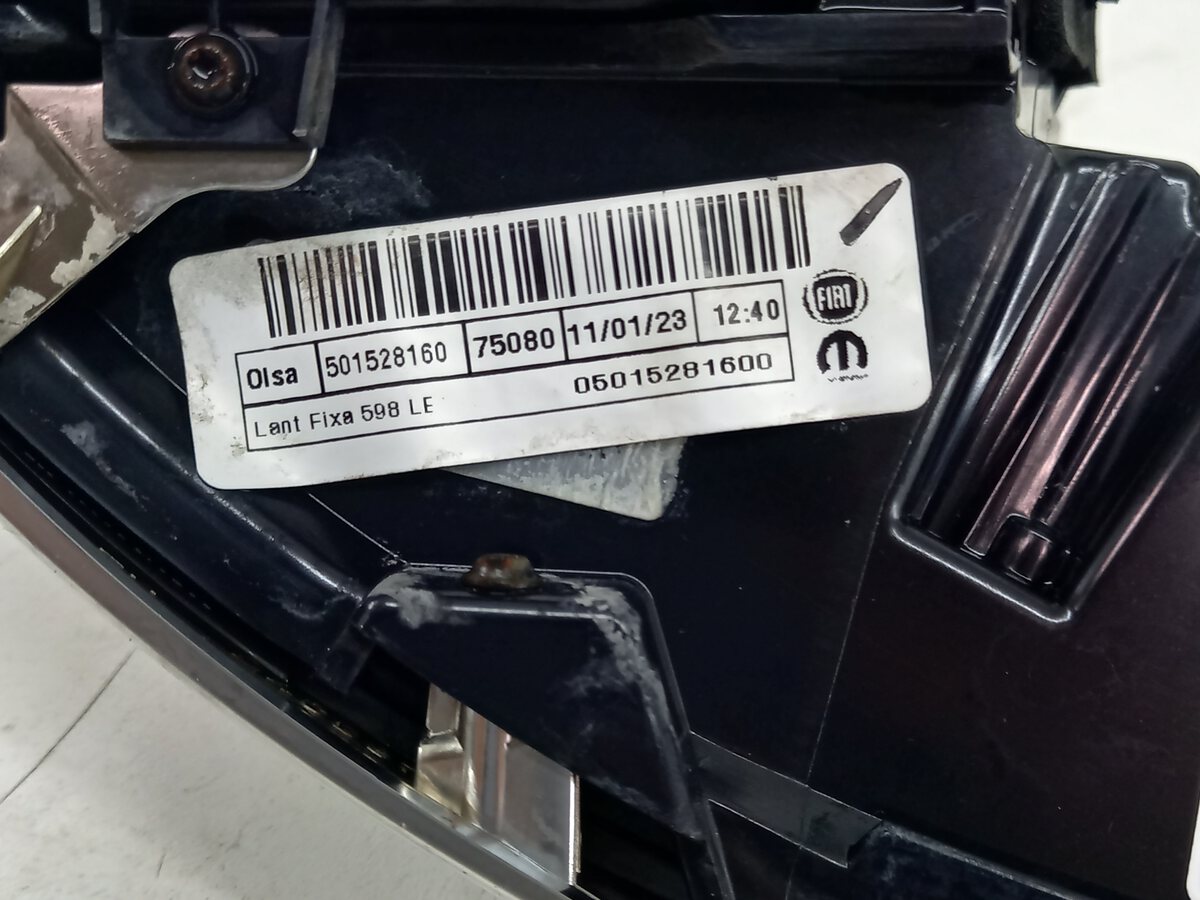 Olsa 501528160 75080 11/01/23 12:40
Lant Fixa 598 LE 05015281600
FIAT